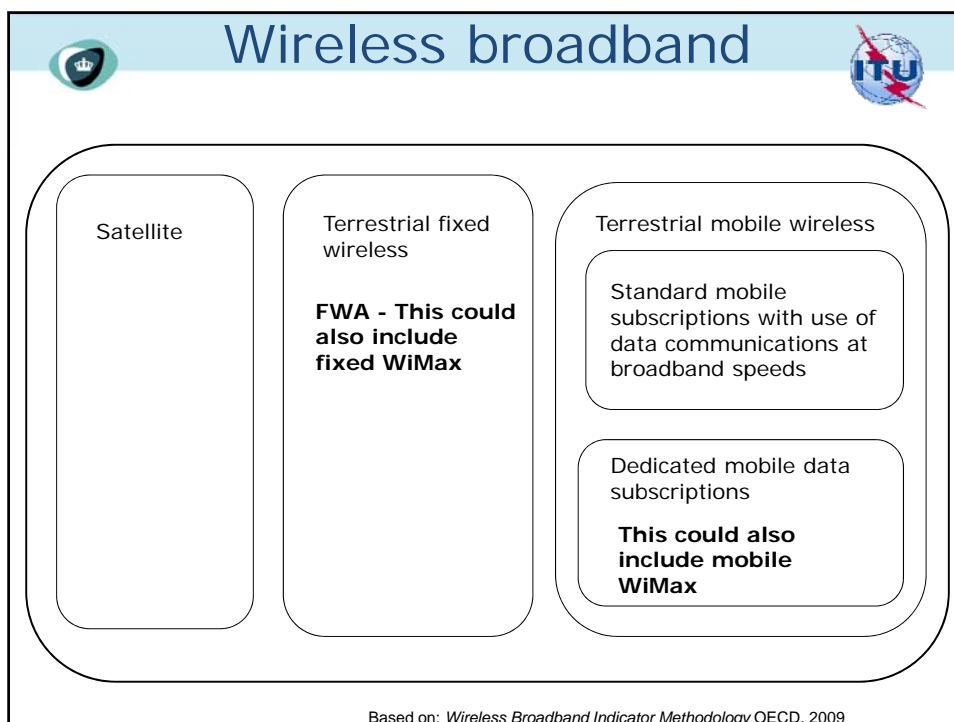 Wireless broadband
ITU
Satellite
Terrestrial fixed
wireless
FWA - This could
also include
fixed WiMax
Terrestrial mobile wireless
Standard mobile
subscriptions with use of
data communications at
broadband speeds
Dedicated mobile data
subscriptions
This could also
include mobile
WiMax
Based on: Wireless Broadband Indicator Methodology OECD, 2009